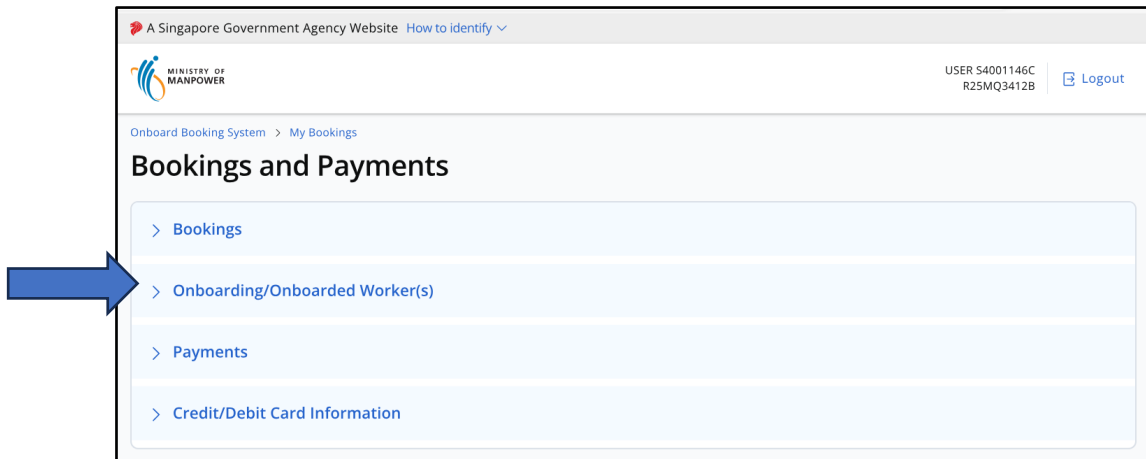 A Singapore Government Agency Website How to identify
MINISTRY OF
MANPOWER
USER S4001146C
R25MQ3412B
Logout
Onboard Booking System > My Bookings
Bookings and Payments
Bookings
Onboarding/Onboarded Worker(s)
Payments
Credit/Debit Card Information